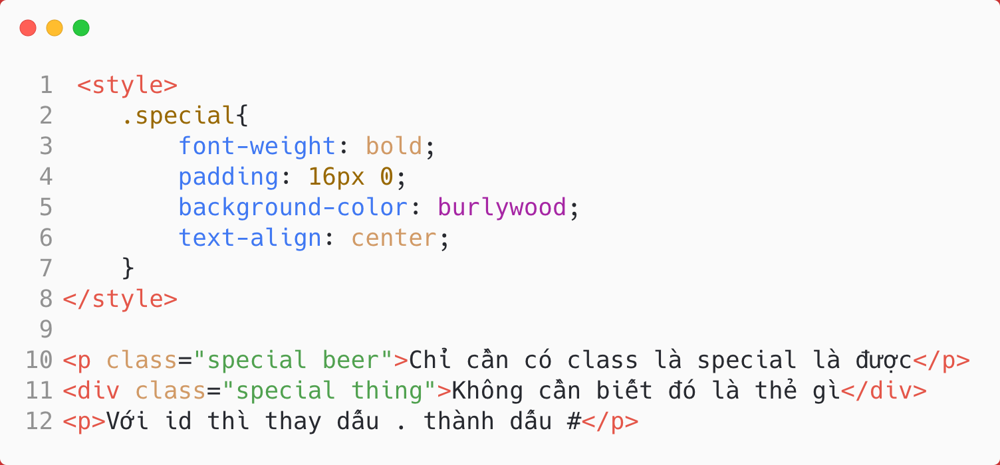 1 <style>
2 .special{
3 font-weight: bold;
4 padding: 16px 0;
5 background-color: burlywood;
6 text-align: center;
7 }
8 </style>
9
10 <p class="special beer">Chỉ cần có class là special là được</p>
11 <div class="special thing">Không cần biết đó là thẻ gì</div>
12 <p>Với id thì thay dấu . thành dấu #</p>